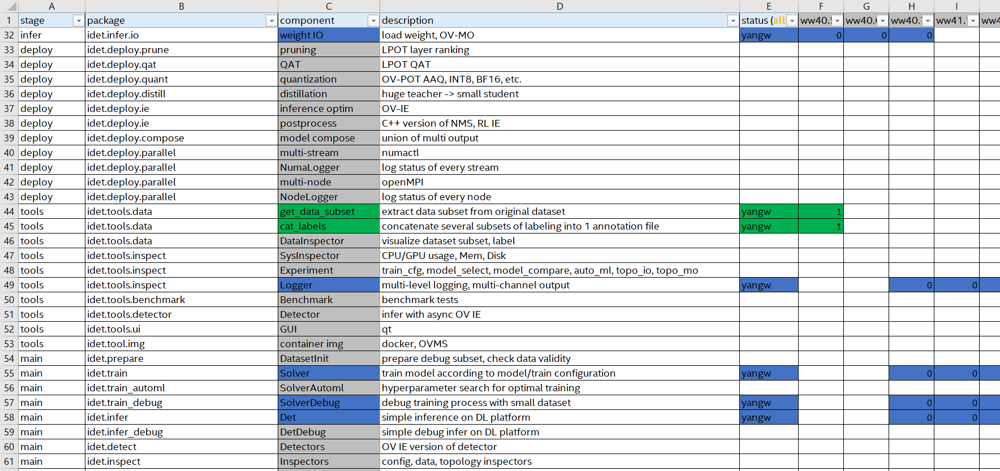 A B C D E F G H I
1 stage package component description status (all ww40. ww40. ww40. ww41. ww4
32 infer idet.infer.io weight IO load weight, OV-MO yangw 0 0 0
33 deploy idet.deploy.prune pruning LPOT layer ranking
34 deploy idet.deploy.qat QAT LPOT QAT
35 deploy idet.deploy.quant quantization OV-POT AAQ, INT8, BF16, etc.
36 deploy idet.deploy.distill distillation huge teacher -> small student
37 deploy idet.deploy.ie inference optim OV-IE
38 deploy idet.deploy.ie postprocess C++ version of NMS, RL IE
39 deploy idet.deploy.compose model compose union of multi output
40 deploy idet.deploy.parallel multi-stream numactl
41 deploy idet.deploy.parallel NumaLogger log status of every stream
42 deploy idet.deploy.parallel multi-node openMPI
43 deploy idet.deploy.parallel NodeLogger log status of every node
44 tools idet.tools.data get_data_subset extract data subset from original dataset yangw 1
45 tools idet.tools.data cat_labels concatenate several subsets of labeling into 1 annotation file yangw 1
46 tools idet.tools.data DataInspector visualize dataset subset, label
47 tools idet.tools.inspect SysInspector CPU/GPU usage, Mem, Disk
48 tools idet.tools.inspect Experiment train_cfg, model_select, model_compare, auto_ml, topo_io, topo_mo
49 tools idet.tools.inspect Logger multi-level logging, multi-channel output yangw 0 0
50 tools idet.tools.benchmark Benchmark benchmark tests
51 tools idet.tools.detector Detector infer with async OV IE
52 tools idet.tools.ui GUI qt
53 tools idet.tool.img container img docker, OVMS
54 main idet.prepare DatasetInit prepare debug subset, check data validity
55 main idet.train Solver train model according to model/train configuration yangw 0 0
56 main idet.train_automl SolverAutoml hyperparameter search for optimal training
57 main idet.train_debug SolverDebug debug training process with small dataset yangw 0 0
58 main idet.infer Det simple inference on DL platform yangw 0 0
59 main idet.infer_debug DetDebug simple debug infer on DL platform
60 main idet.detect Detectors OV IE version of detector
61 main idet.inspect Inspectors config, data, topology inspectors